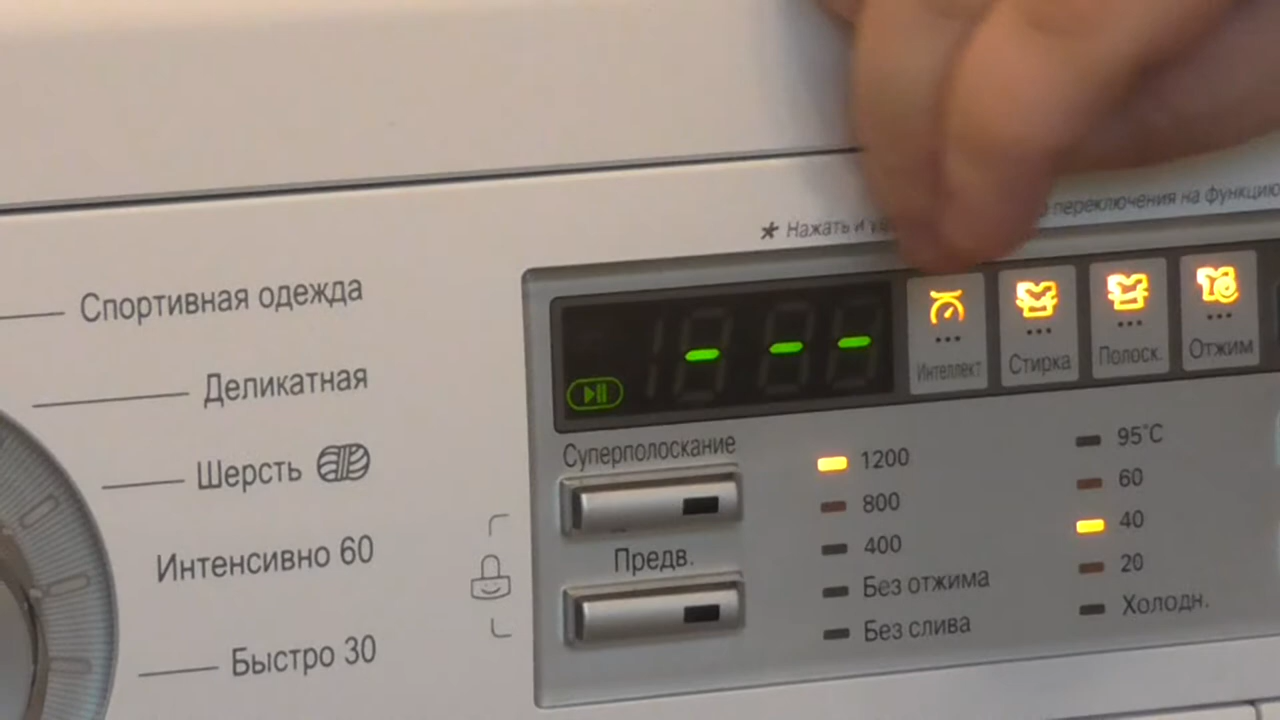 Спортивная одежда
Деликатная
Шерсть
Интенсивно 60
Быстро 30
* Нажать и
переключения на функцию
Интеллект
Стирка
Полоск.
Отжим
Суперполоскание
Предв.
1200
800
400
Без отжима
Без слива
95°C
60
40
20
Холодн.